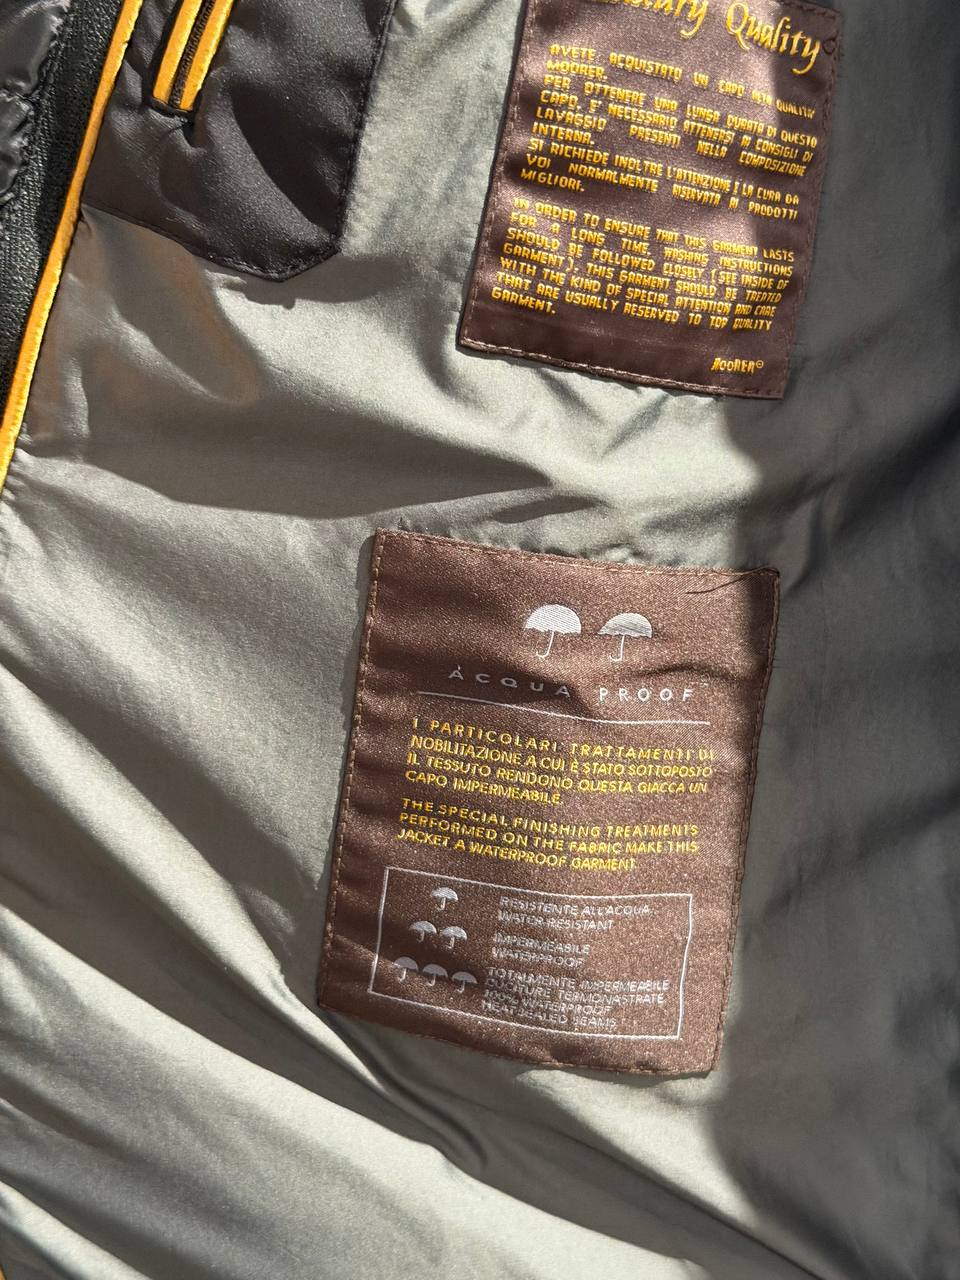 Luxury Quality
AVETE ACQUISTATO UN CAPO ALTA QUALITA'
MOORER.
PER OTTENERE UNA LUNGA DURATA DI QUESTO
CAPO, E' NECESSARIO ATTENERSI AI CONSIGLI DI
LAVAGGIO PRESENTI NELLA COMPOSIZIONE
INTERNA.
SI RICHIEDE INOLTRE L'ATTENZIONE E LA CURA DA
VOI NORMALMENTE RISERVATA AI PRODOTTI
MIGLIORI.
IN ORDER TO ENSURE THAT THIS GARMENT LASTS
FOR A LONG TIME, WASHING INSTRUCTIONS
SHOULD BE FOLLOWED CLOSELY (SEE INSIDE OF
GARMENT). THIS GARMENT SHOULD BE TREATED
WITH THE KIND OF SPECIAL ATTENTION AND CARE
THAT ARE USUALLY RESERVED TO TOP QUALITY
GARMENT.
MOORER®
ACQUA PROOF
I PARTICOLARI TRATTAMENTI DI
NOBILITAZIONE A CUI È STATO SOTTOPOSTO
IL TESSUTO RENDONO QUESTA GIACCA UN
CAPO IMPERMEABILE.
THE SPECIAL FINISHING TREATMENTS
PERFORMED ON THE FABRIC MAKE THIS
JACKET A WATERPROOF GARMENT.
RESISTENTE ALL'ACQUA
WATER RESISTANT
IMPERMEABILE
WATERPROOF
TOTALMENTE IMPERMEABILE
CUCITURE TERMONASTRATE
100% WATERPROOF
HEAT-SEALED SEAMS